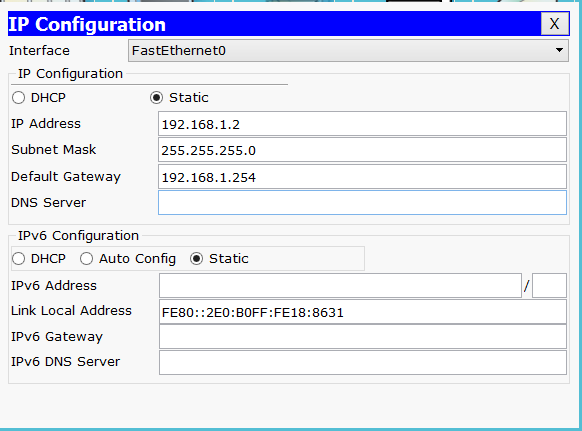 IP Configuration X
Interface FastEthernet0
IP Configuration
DHCP Static
IP Address 192.168.1.2
Subnet Mask 255.255.255.0
Default Gateway 192.168.1.254
DNS Server
IPv6 Configuration
DHCP Auto Config Static
IPv6 Address /
Link Local Address FE80::2E0:B0FF:FE18:8631
IPv6 Gateway
IPv6 DNS Server